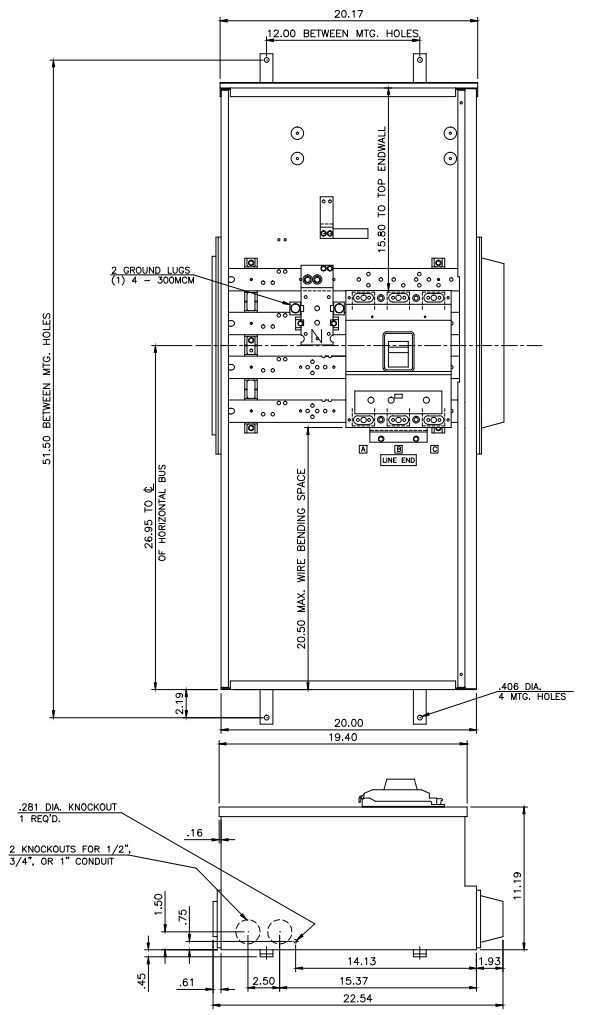 20.17
12.00 BETWEEN MTG. HOLES
15.80 TO TOP ENDWALL
2 GROUND LUGS
(1) 4 - 300MCM
N
51.50 BETWEEN MTG. HOLES
26.95 TO ℄
OF HORIZONTAL BUS
A B C
LINE END
20.50 MAX. WIRE BENDING SPACE
2.19
.406 DIA.
4 MTG. HOLES
20.00
19.40
.281 DIA. KNOCKOUT
1 REQ'D.
.16
2 KNOCKOUTS FOR 1/2",
3/4", OR 1" CONDUIT
11.19
1.50
.75
.45
.61
2.50
14.13
1.93
15.37
22.54